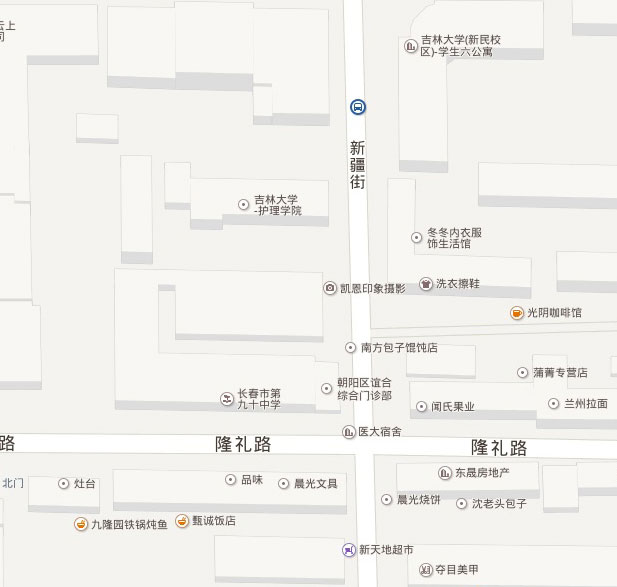 云上
司
吉林大学(新民校
区)-学生六公寓
新疆街
吉林大学
-护理学院
冬冬内衣服
饰生活馆
凯恩印象摄影
洗衣擦鞋
光阴咖啡馆
南方包子馄饨店
蒲菁专营店
朝阳区谊合
综合门诊部
长春市第
九十中学
闻氏果业
兰州拉面
医大宿舍
路
隆礼路
隆礼路
北门
灶台
品味
晨光文具
东晟房地产
晨光烧饼
沈老头包子
九隆园铁锅炖鱼
甄诚饭店
新天地超市
夺目美甲